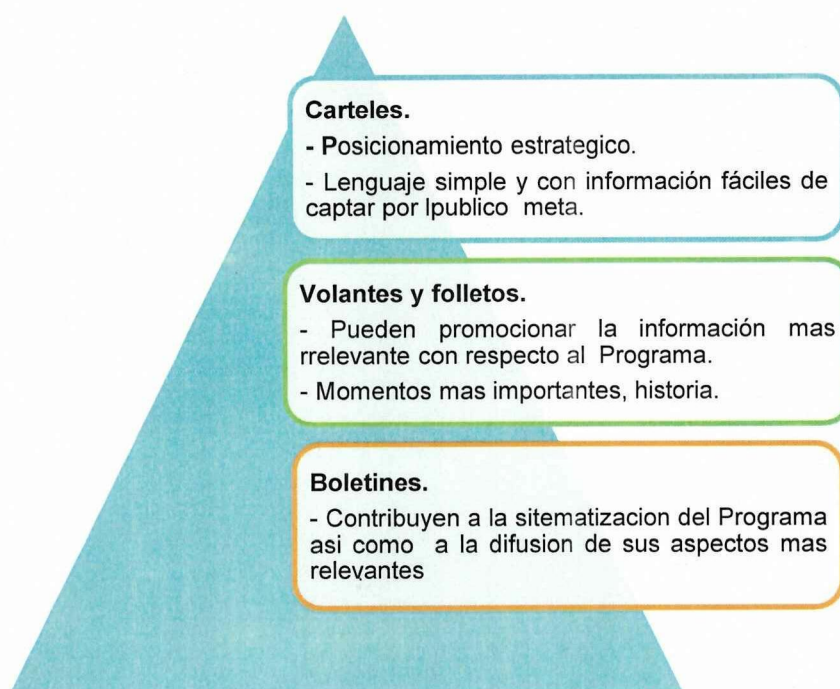 Carteles.
- Posicionamiento estrategico.
- Lenguaje simple y con información fáciles de
captar por lpublico meta.
Volantes y folletos.
- Pueden promocionar la información mas
rrelevante con respecto al Programa.
- Momentos mas importantes, historia.
Boletines.
- Contribuyen a la sitematizacion del Programa
asi como a la difusion de sus aspectos mas
relevantes